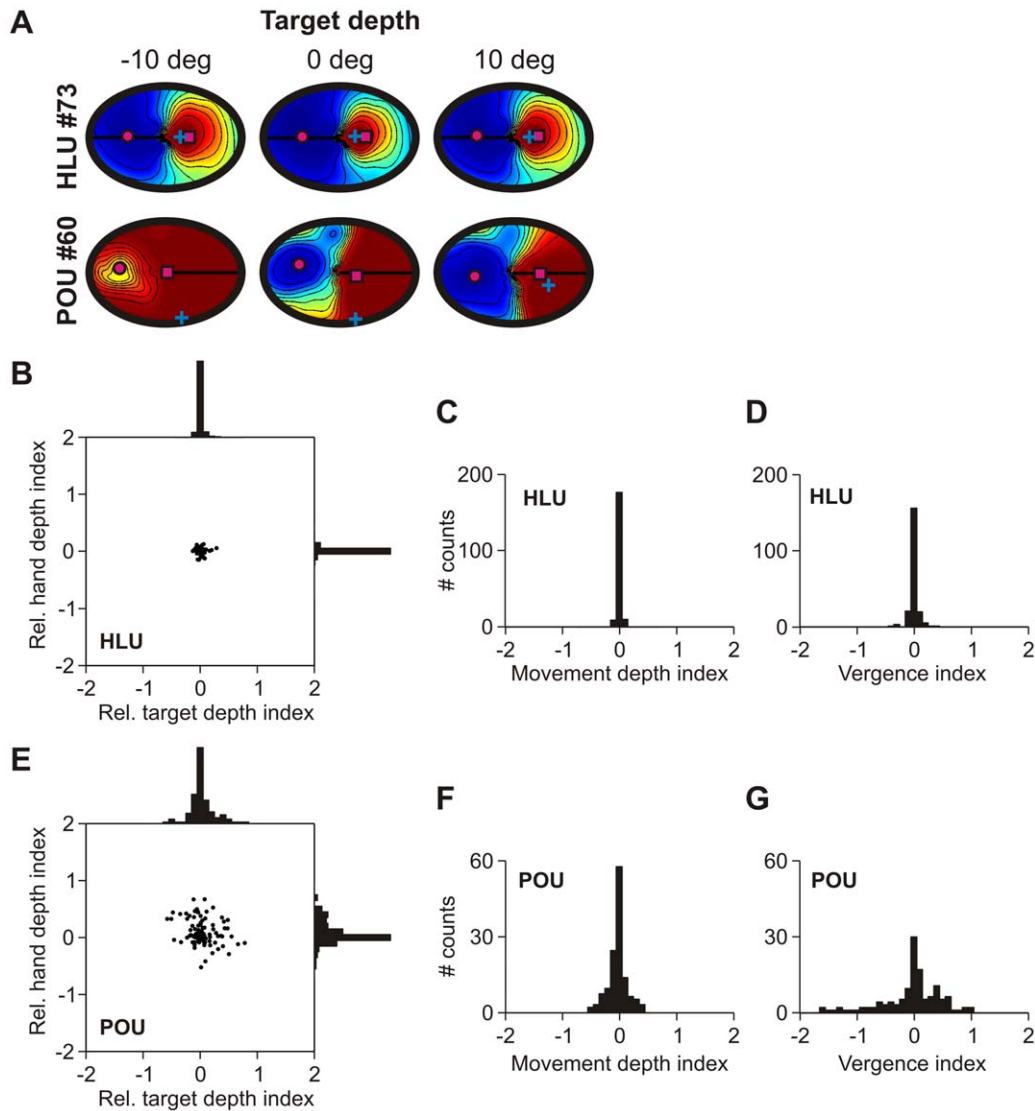 A
Target depth
-10 deg 0 deg 10 deg
HLU #73
POU #60
B
Rel. hand depth index
2
1
0
-1
-2
HLU
-2 -1 0 1 2
Rel. target depth index
C
# counts
200
100
0
HLU
-2 -1 0 1 2
Movement depth index
D
200
100
0
HLU
-2 -1 0 1 2
Vergence index
E
Rel. hand depth index
2
1
0
-1
-2
POU
-2 -1 0 1 2
Rel. target depth index
F
# counts
60
30
0
POU
-2 -1 0 1 2
Movement depth index
G
60
30
0
POU
-2 -1 0 1 2
Vergence index